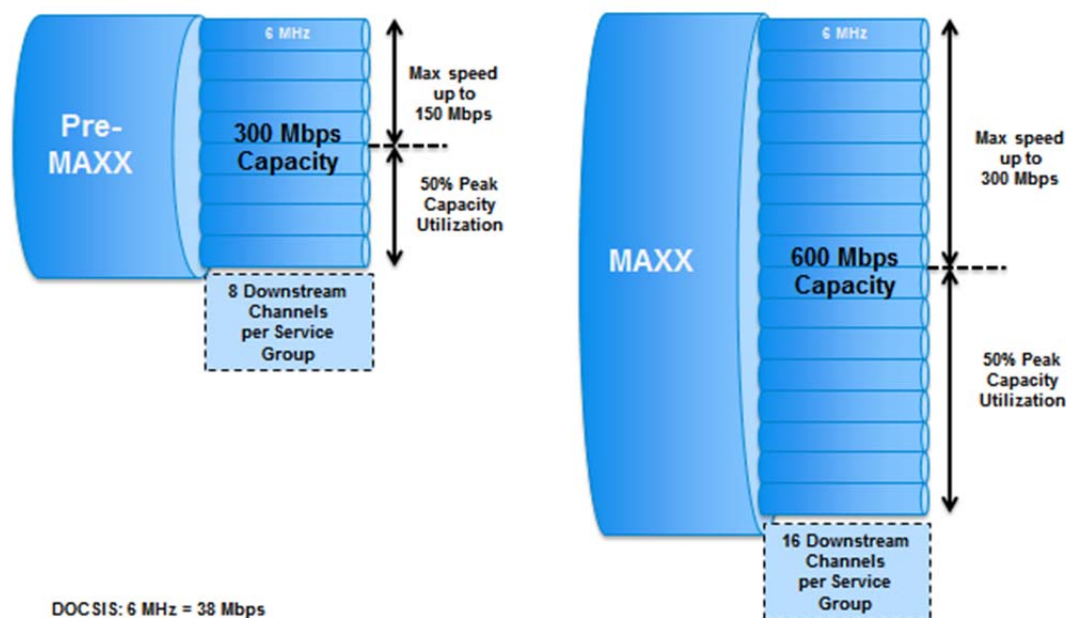 Pre-
MAXX
6 MHz
300 Mbps
Capacity
Max speed
up to
150 Mbps
50% Peak
Capacity
Utilization
8 Downstream
Channels
per Service
Group
MAXX
6 MHz
600 Mbps
Capacity
Max speed
up to
300 Mbps
50% Peak
Capacity
Utilization
16 Downstream
Channels
per Service
Group
DOCSIS: 6 MHz = 38 Mbps